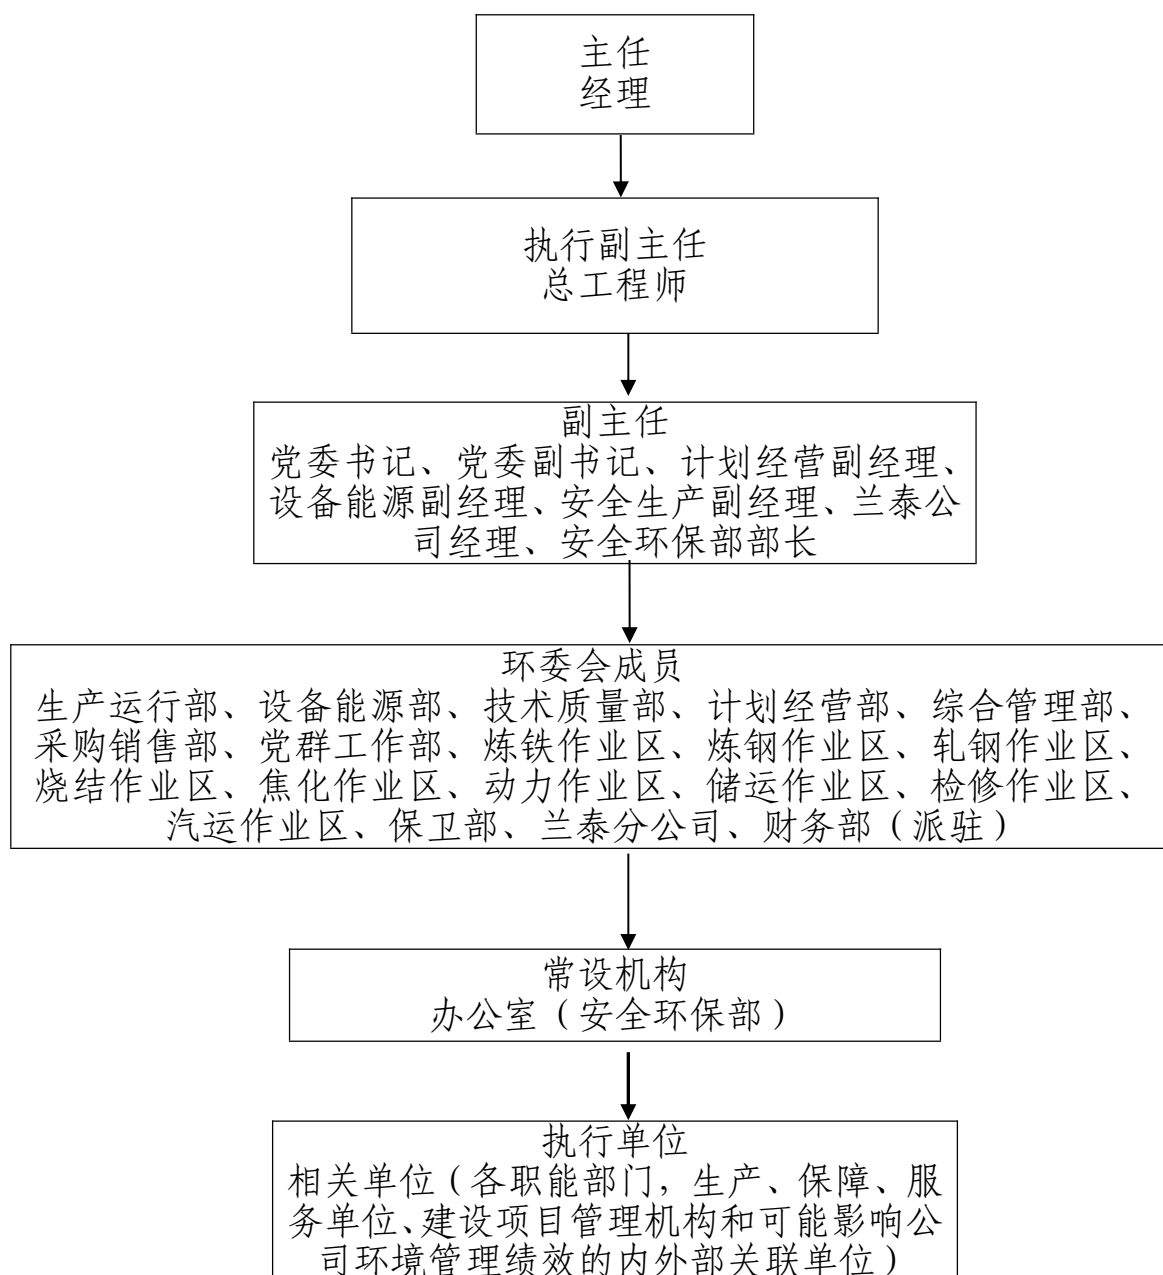 主任
经理
执行副主任
总工程师
副主任
党委书记、党委副书记、计划经营副经理、
设备能源副经理、安全生产副经理、兰泰公
司经理、安全环保部部长
环委会成员
生产运行部、设备能源部、技术质量部、计划经营部、综合管理部、
采购销售部、党群工作部、炼铁作业区、炼钢作业区、轧钢作业区、
烧结作业区、焦化作业区、动力作业区、储运作业区、检修作业区、
汽运作业区、保卫部、兰泰分公司、财务部（派驻）
常设机构
办公室（安全环保部）
执行单位
相关单位（各职能部门，生产、保障、服
务单位、建设项目管理机构和可能影响公
司环境管理绩效的内外部关联单位）